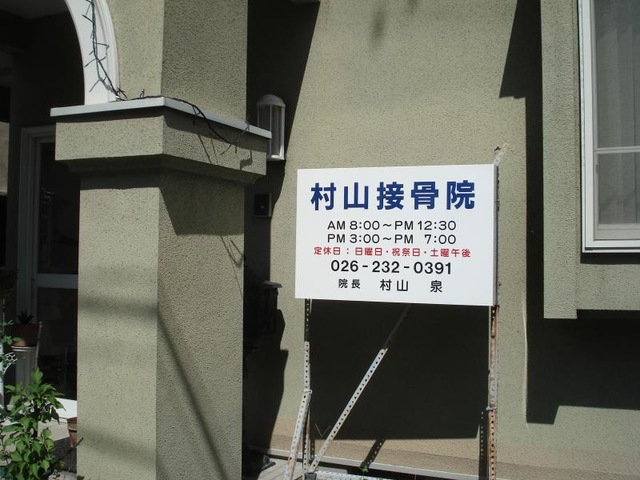 村山接骨院
AM 8:00～PM 12:30
PM 3:00～PM 7:00
定休日：日曜日・祝祭日・土曜午後
026-232-0391
院長 村山 泉